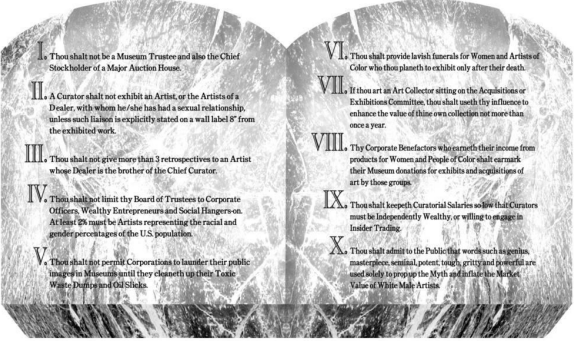 I. Thou shalt not be a Museum Trustee and also the Chief
Stockholder of a Major Auction House.
II. A Curator shalt not exhibit an Artist, or the Artists of a
Dealer, with whom he/she has had a sexual relationship,
unless such liaison is explicitly stated on a wall label 8" from
the exhibited work.
III. Thou shalt not give more than 3 retrospectives to an Artist
whose Dealer is the brother of the Chief Curator.
IV. Thou shalt not limit thy Board of Trustees to Corporate
Officers, Wealthy Entrepreneurs and Social Hangers-on.
At least 2% must be Artists representing the racial and
gender percentages of the U.S. population.
V. Thou shalt not permit Corporations to launder their public
images in Museums until they cleaneth up their Toxic
Waste Dumps and Oil Slicks.
VI. Thou shalt provide lavish funerals for Women and Artists of
Color who thou planeth to exhibit only after their death.
VII. If thou art an Art Collector sitting on the Acquisitions or
Exhibitions Committee, thou shalt useth thy influence to
enhance the value of thine own collection not more than
once a year.
VIII. Thy Corporate Benefactors who earneth their income from
products for Women and People of Color shalt earmark
their Museum donations for exhibits and acquisitions of
art by those groups.
IX. Thou shalt keepeth Curatorial Salaries so low that Curators
must be Independently Wealthy, or willing to engage in
Insider Trading.
X. Thou shalt admit to the Public that words such as genius,
masterpiece, seminal, potent, tough, gritty and powerful are
used solely to prop up the Myth and inflate the Market
Value of White Male Artists.